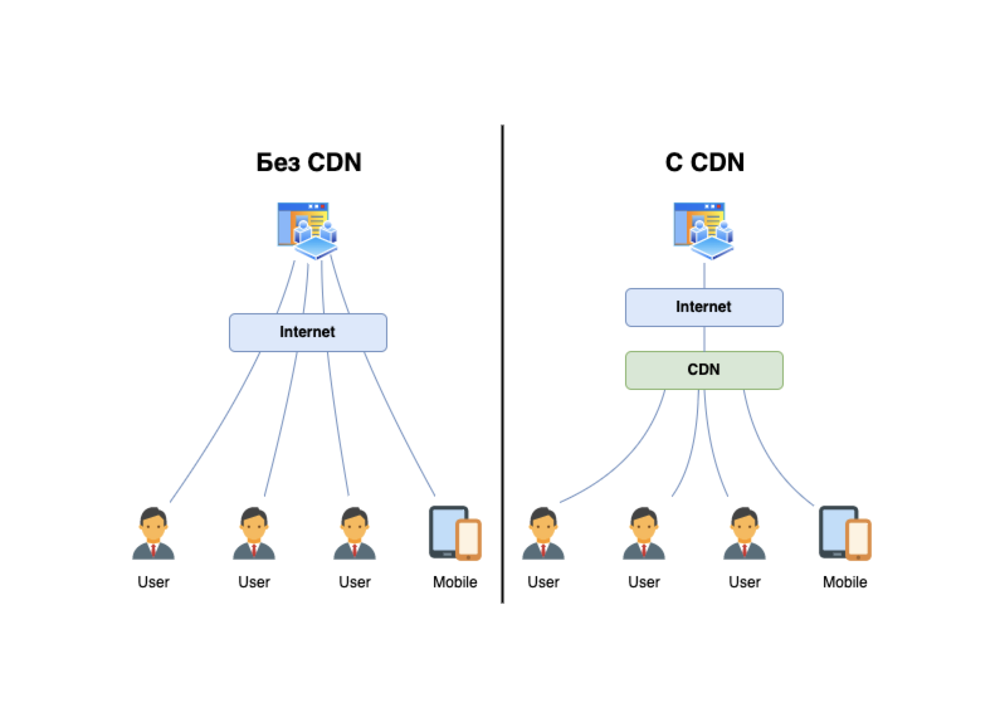 Без CDN
Internet
User
User
User
Mobile
С CDN
Internet
CDN
User
User
User
Mobile